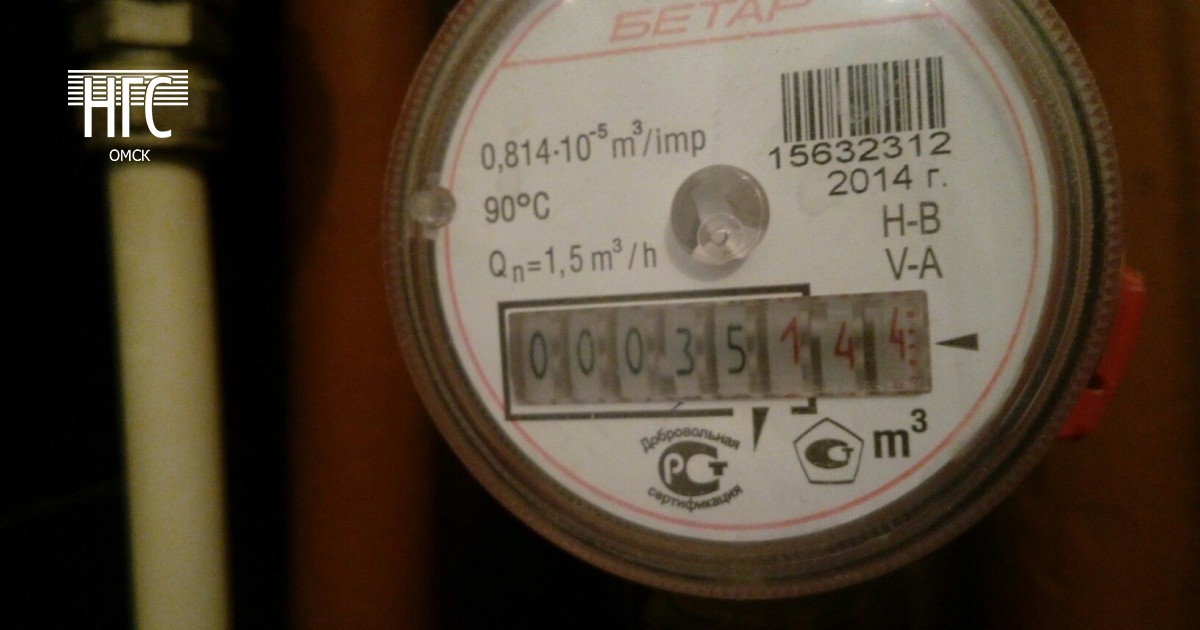 НГС
ОМСК
БЕТАР
0,814·10⁻⁵ m³/imp
90°C
Qn=1,5 m³/h
15632312
2014 г.
H-B
V-A
00035144
m³
Добровольная
РСТ
сертификация